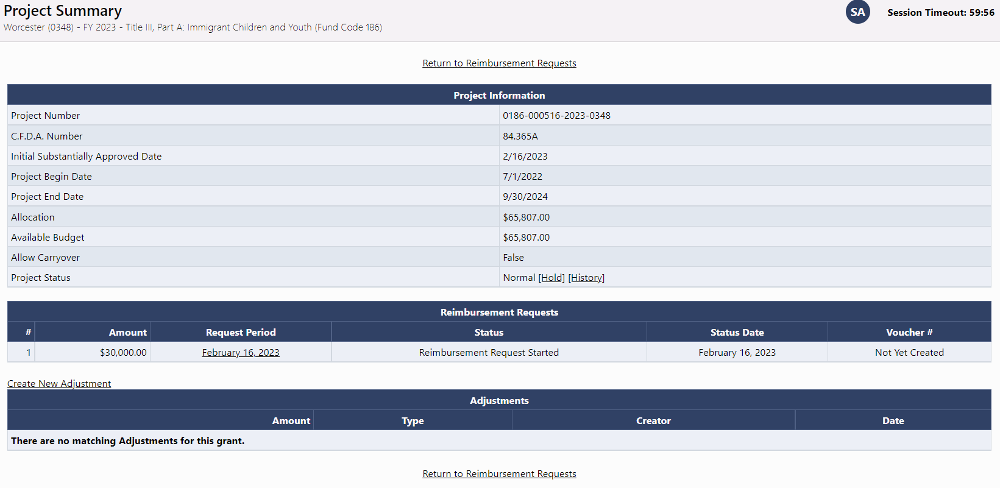 Project Summary
SA
Session Timeout: 59:56
Worcester (0348) - FY 2023 - Title III, Part A: Immigrant Children and Youth (Fund Code 186)
Return to Reimbursement Requests
Project Information
Project Number 0186-000516-2023-0348
C.F.D.A. Number 84.365A
Initial Substantially Approved Date 2/16/2023
Project Begin Date 7/1/2022
Project End Date 9/30/2024
Allocation $65,807.00
Available Budget $65,807.00
Allow Carryover False
Project Status Normal [Hold] [History]
Reimbursement Requests
# Amount Request Period Status Status Date Voucher #
1 $30,000.00 February 16, 2023 Reimbursement Request Started February 16, 2023 Not Yet Created
Create New Adjustment
Adjustments
Amount Type Creator Date
There are no matching Adjustments for this grant.
Return to Reimbursement Requests